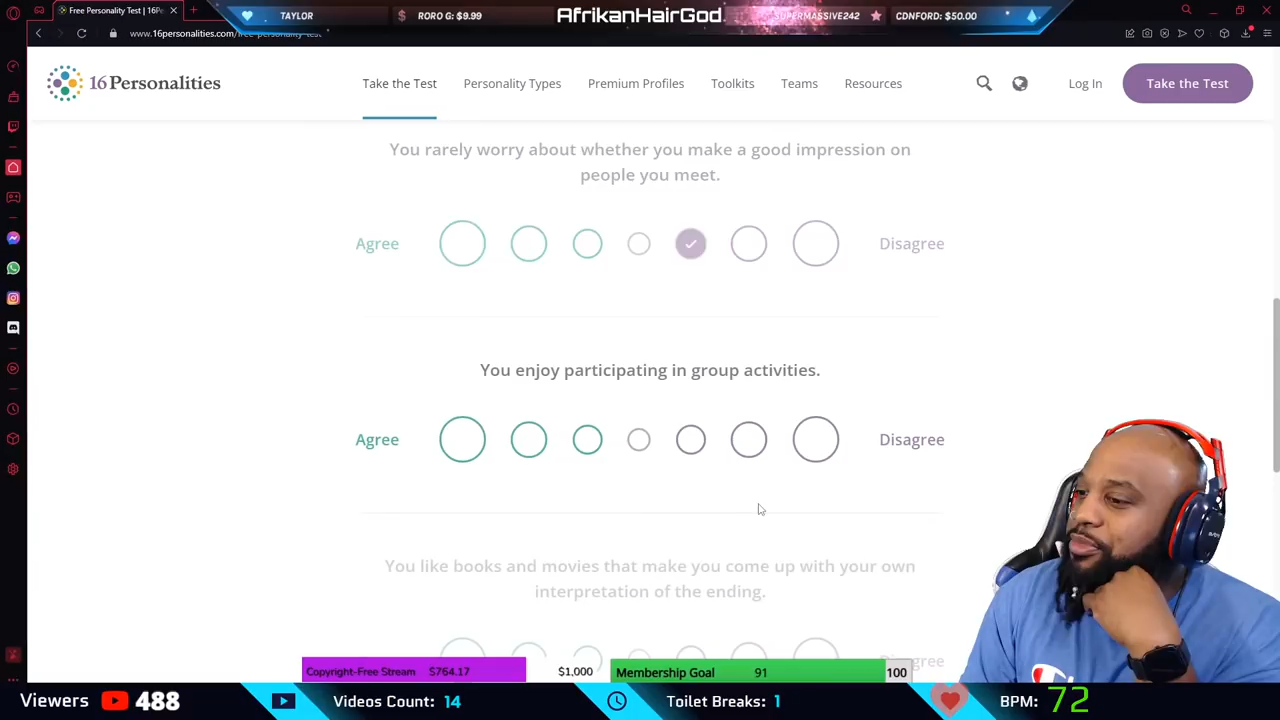 TAYLOR
RORO G: $9.99
AfrikanHairGod
SUPERMASSIVE242
CDNFORD: $50.00
Free Personality Test | 16Pe
www.16personalities.com/free-personality-test
16Personalities
Take the Test
Personality Types
Premium Profiles
Toolkits
Teams
Resources
Log In
Take the Test
You rarely worry about whether you make a good impression on
people you meet.
Agree
Disagree
You enjoy participating in group activities.
Agree
Disagree
You like books and movies that make you come up with your own
interpretation of the ending.
Disagree
Copyright-Free Stream $764.17 $1,000
Membership Goal 91 100
Viewers 488
Videos Count: 14
Toilet Breaks: 1
BPM: 72